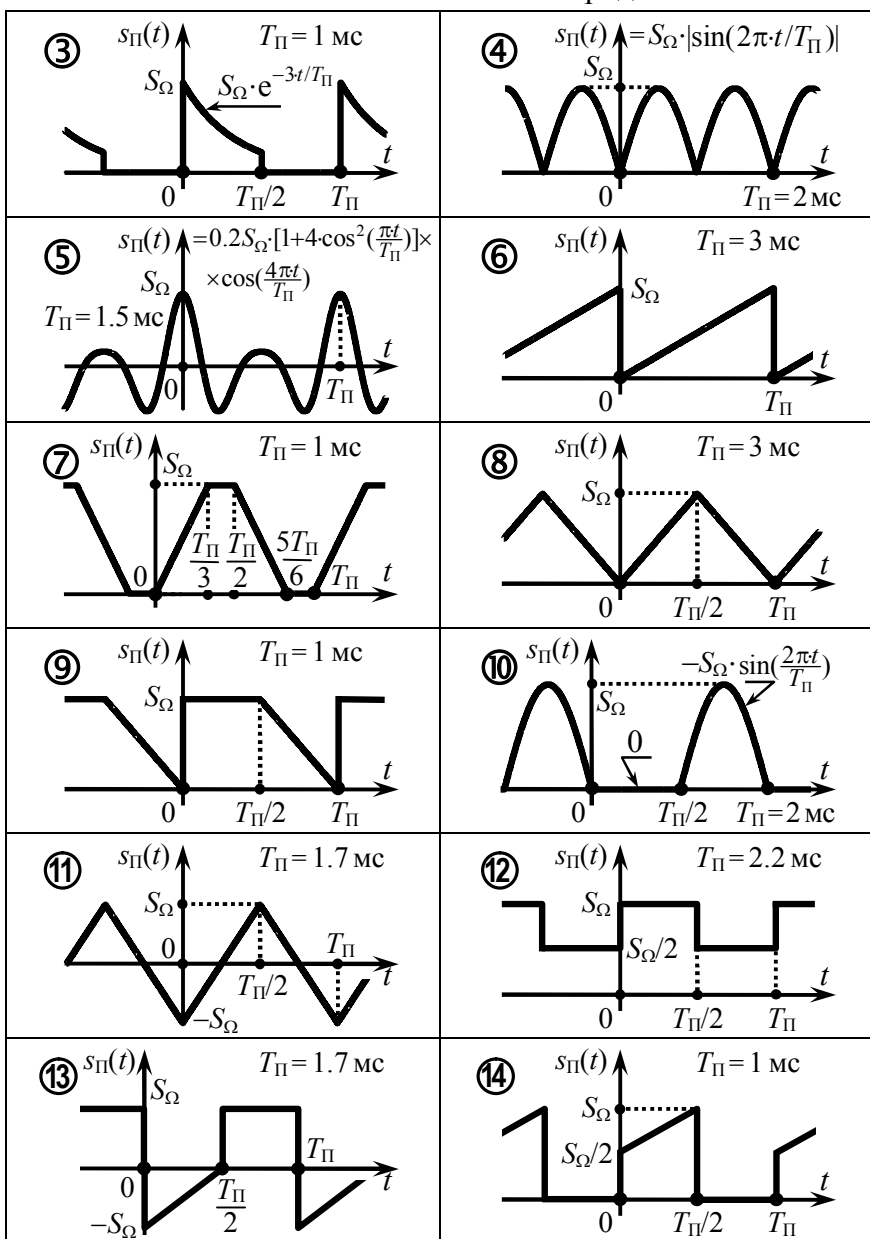 ③ s_П(t) T_П = 1 мс
S_Ω S_Ω·e^(−3·t/T_П)
t
0 T_П/2 T_П
④ s_П(t) = S_Ω·|sin(2π·t/T_П)|
S_Ω
t
0 T_П = 2 мс
⑤ s_П(t) = 0.2S_Ω·[1+4·cos²(πt/T_П)]×
×cos(4πt/T_П)
S_Ω
T_П = 1.5 мс
t
0 T_П
⑥ s_П(t) T_П = 3 мс
S_Ω
t
0 T_П
⑦ s_П(t) T_П = 1 мс
S_Ω
0 T_П/3 T_П/2 5T_П/6 T_П t
⑧ s_П(t) T_П = 3 мс
S_Ω
t
0 T_П/2 T_П
⑨ s_П(t) T_П = 1 мс
S_Ω
t
0 T_П/2 T_П
⑩ s_П(t) −S_Ω·sin(2πt/T_П)
S_Ω
0
t
0 T_П/2 T_П = 2 мс
⑪ s_П(t) T_П = 1.7 мс
S_Ω
0 T_П
T_П/2 t
−S_Ω
⑫ s_П(t) T_П = 2.2 мс
S_Ω
S_Ω/2
t
0 T_П/2 T_П
⑬ s_П(t) T_П = 1.7 мс
S_Ω
T_П
0 T_П/2 t
−S_Ω
⑭ s_П(t) T_П = 1 мс
S_Ω
S_Ω/2
t
0 T_П/2 T_П